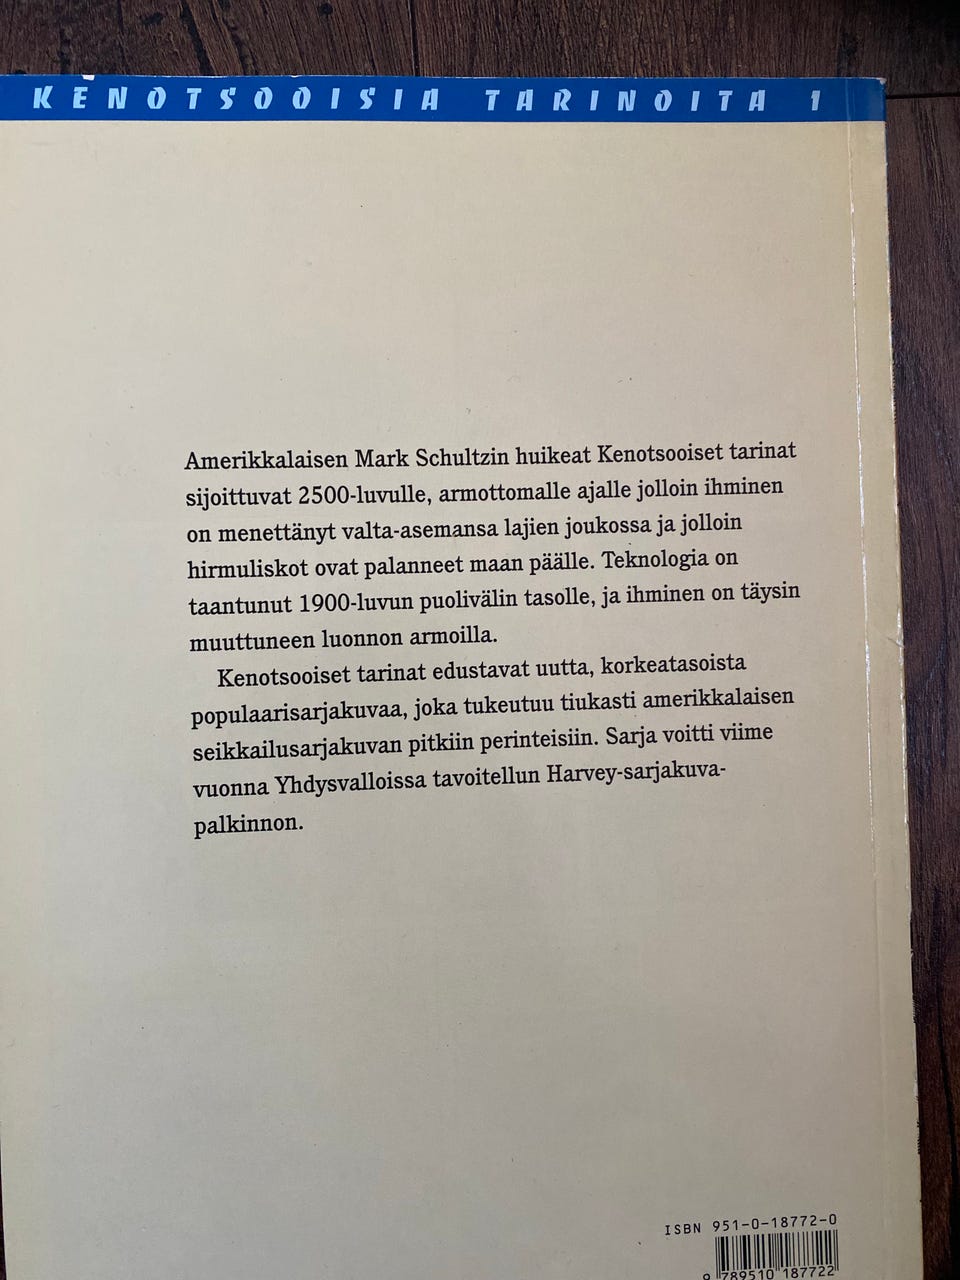 KENOTSOOISIA TARINOITA 1
Amerikkalaisen Mark Schultzin huikeat Kenotsooiset tarinat
sijoittuvat 2500-luvulle, armottomalle ajalle jolloin ihminen
on menettänyt valta-asemansa lajien joukossa ja jolloin
hirmuliskot ovat palanneet maan päälle. Teknologia on
taantunut 1900-luvun puolivälin tasolle, ja ihminen on täysin
muuttuneen luonnon armoilla.
Kenotsooiset tarinat edustavat uutta, korkeatasoista
populaarisarjakuvaa, joka tukeutuu tiukasti amerikkalaisen
seikkailusarjakuvan pitkiin perinteisiin. Sarja voitti viime
vuonna Yhdysvalloissa tavoitellun Harvey-sarjakuva-
palkinnon.
ISBN 951-0-18772-0
9 789510 187722